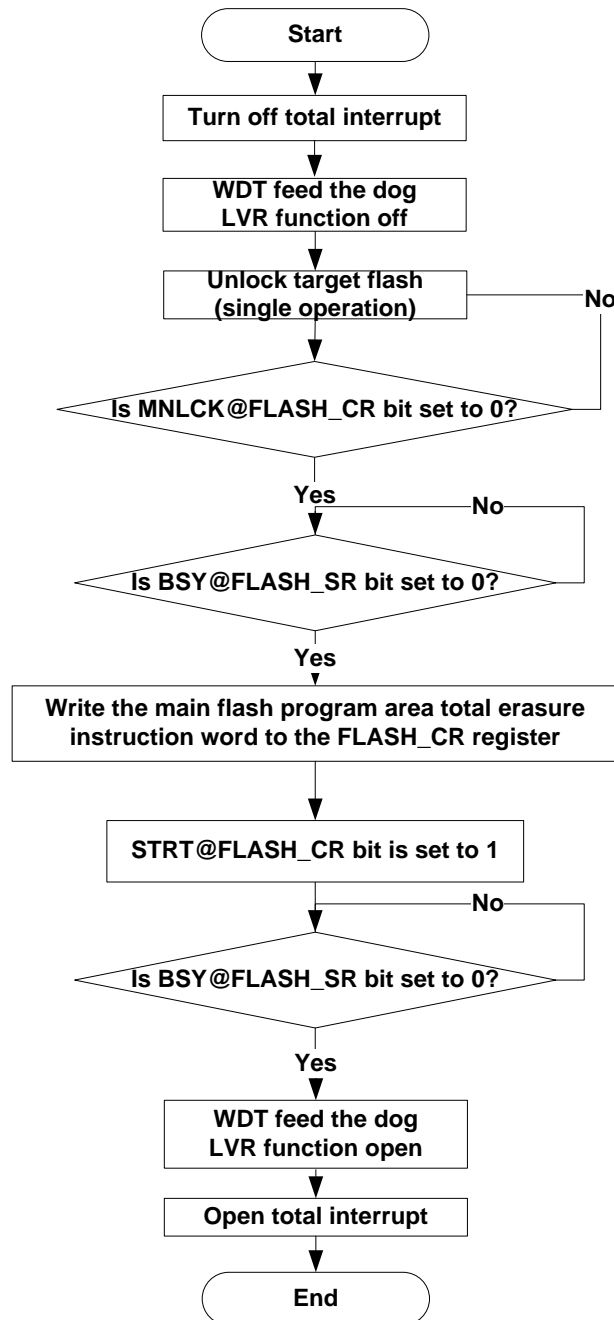 Start
Turn off total interrupt
WDT feed the dog
LVR function off
Unlock target flash
(single operation)
No
Is MNLCK@FLASH_CR bit set to 0?
Yes
No
Is BSY@FLASH_SR bit set to 0?
Yes
Write the main flash program area total erasure
instruction word to the FLASH_CR register
STRT@FLASH_CR bit is set to 1
No
Is BSY@FLASH_SR bit set to 0?
Yes
WDT feed the dog
LVR function open
Open total interrupt
End